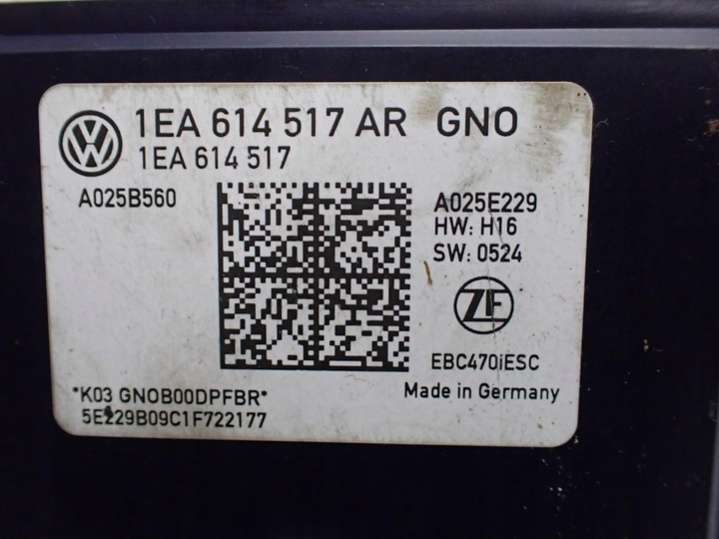 VW 1EA 614 517 AR GNO
1EA 614 517
A025B560
A025E229
HW: H16
SW: 0524
ZF
EBC470iESC
*K03 GNOB00DPFBR*
Made in Germany
5E229B09C1F722177